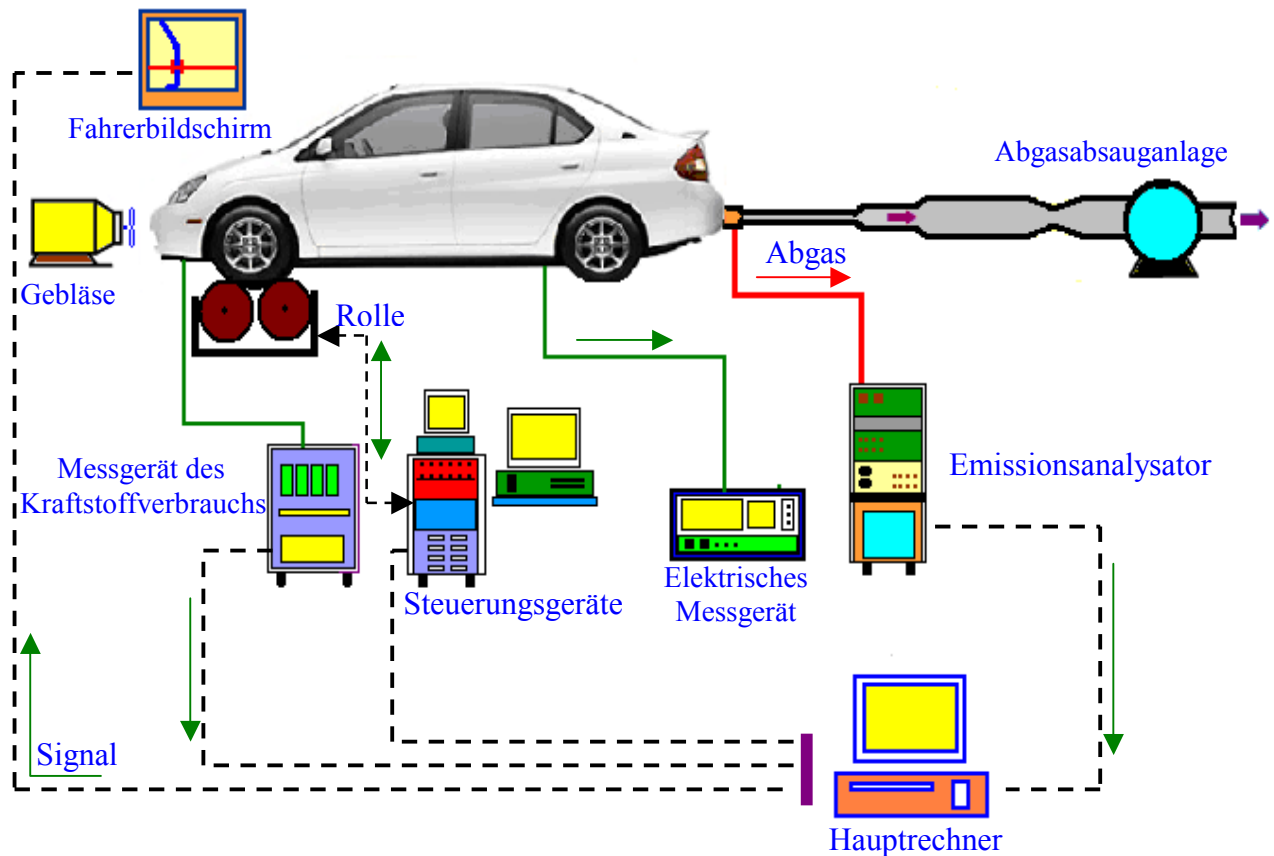 Fahrerbildschirm
Abgasabsauganlage
Gebläse
Abgas
Rolle
Messgerät des
Kraftstoffverbrauchs
Emissionsanalysator
Elektrisches
Messgerät
Steuerungsgeräte
Signal
Hauptrechner